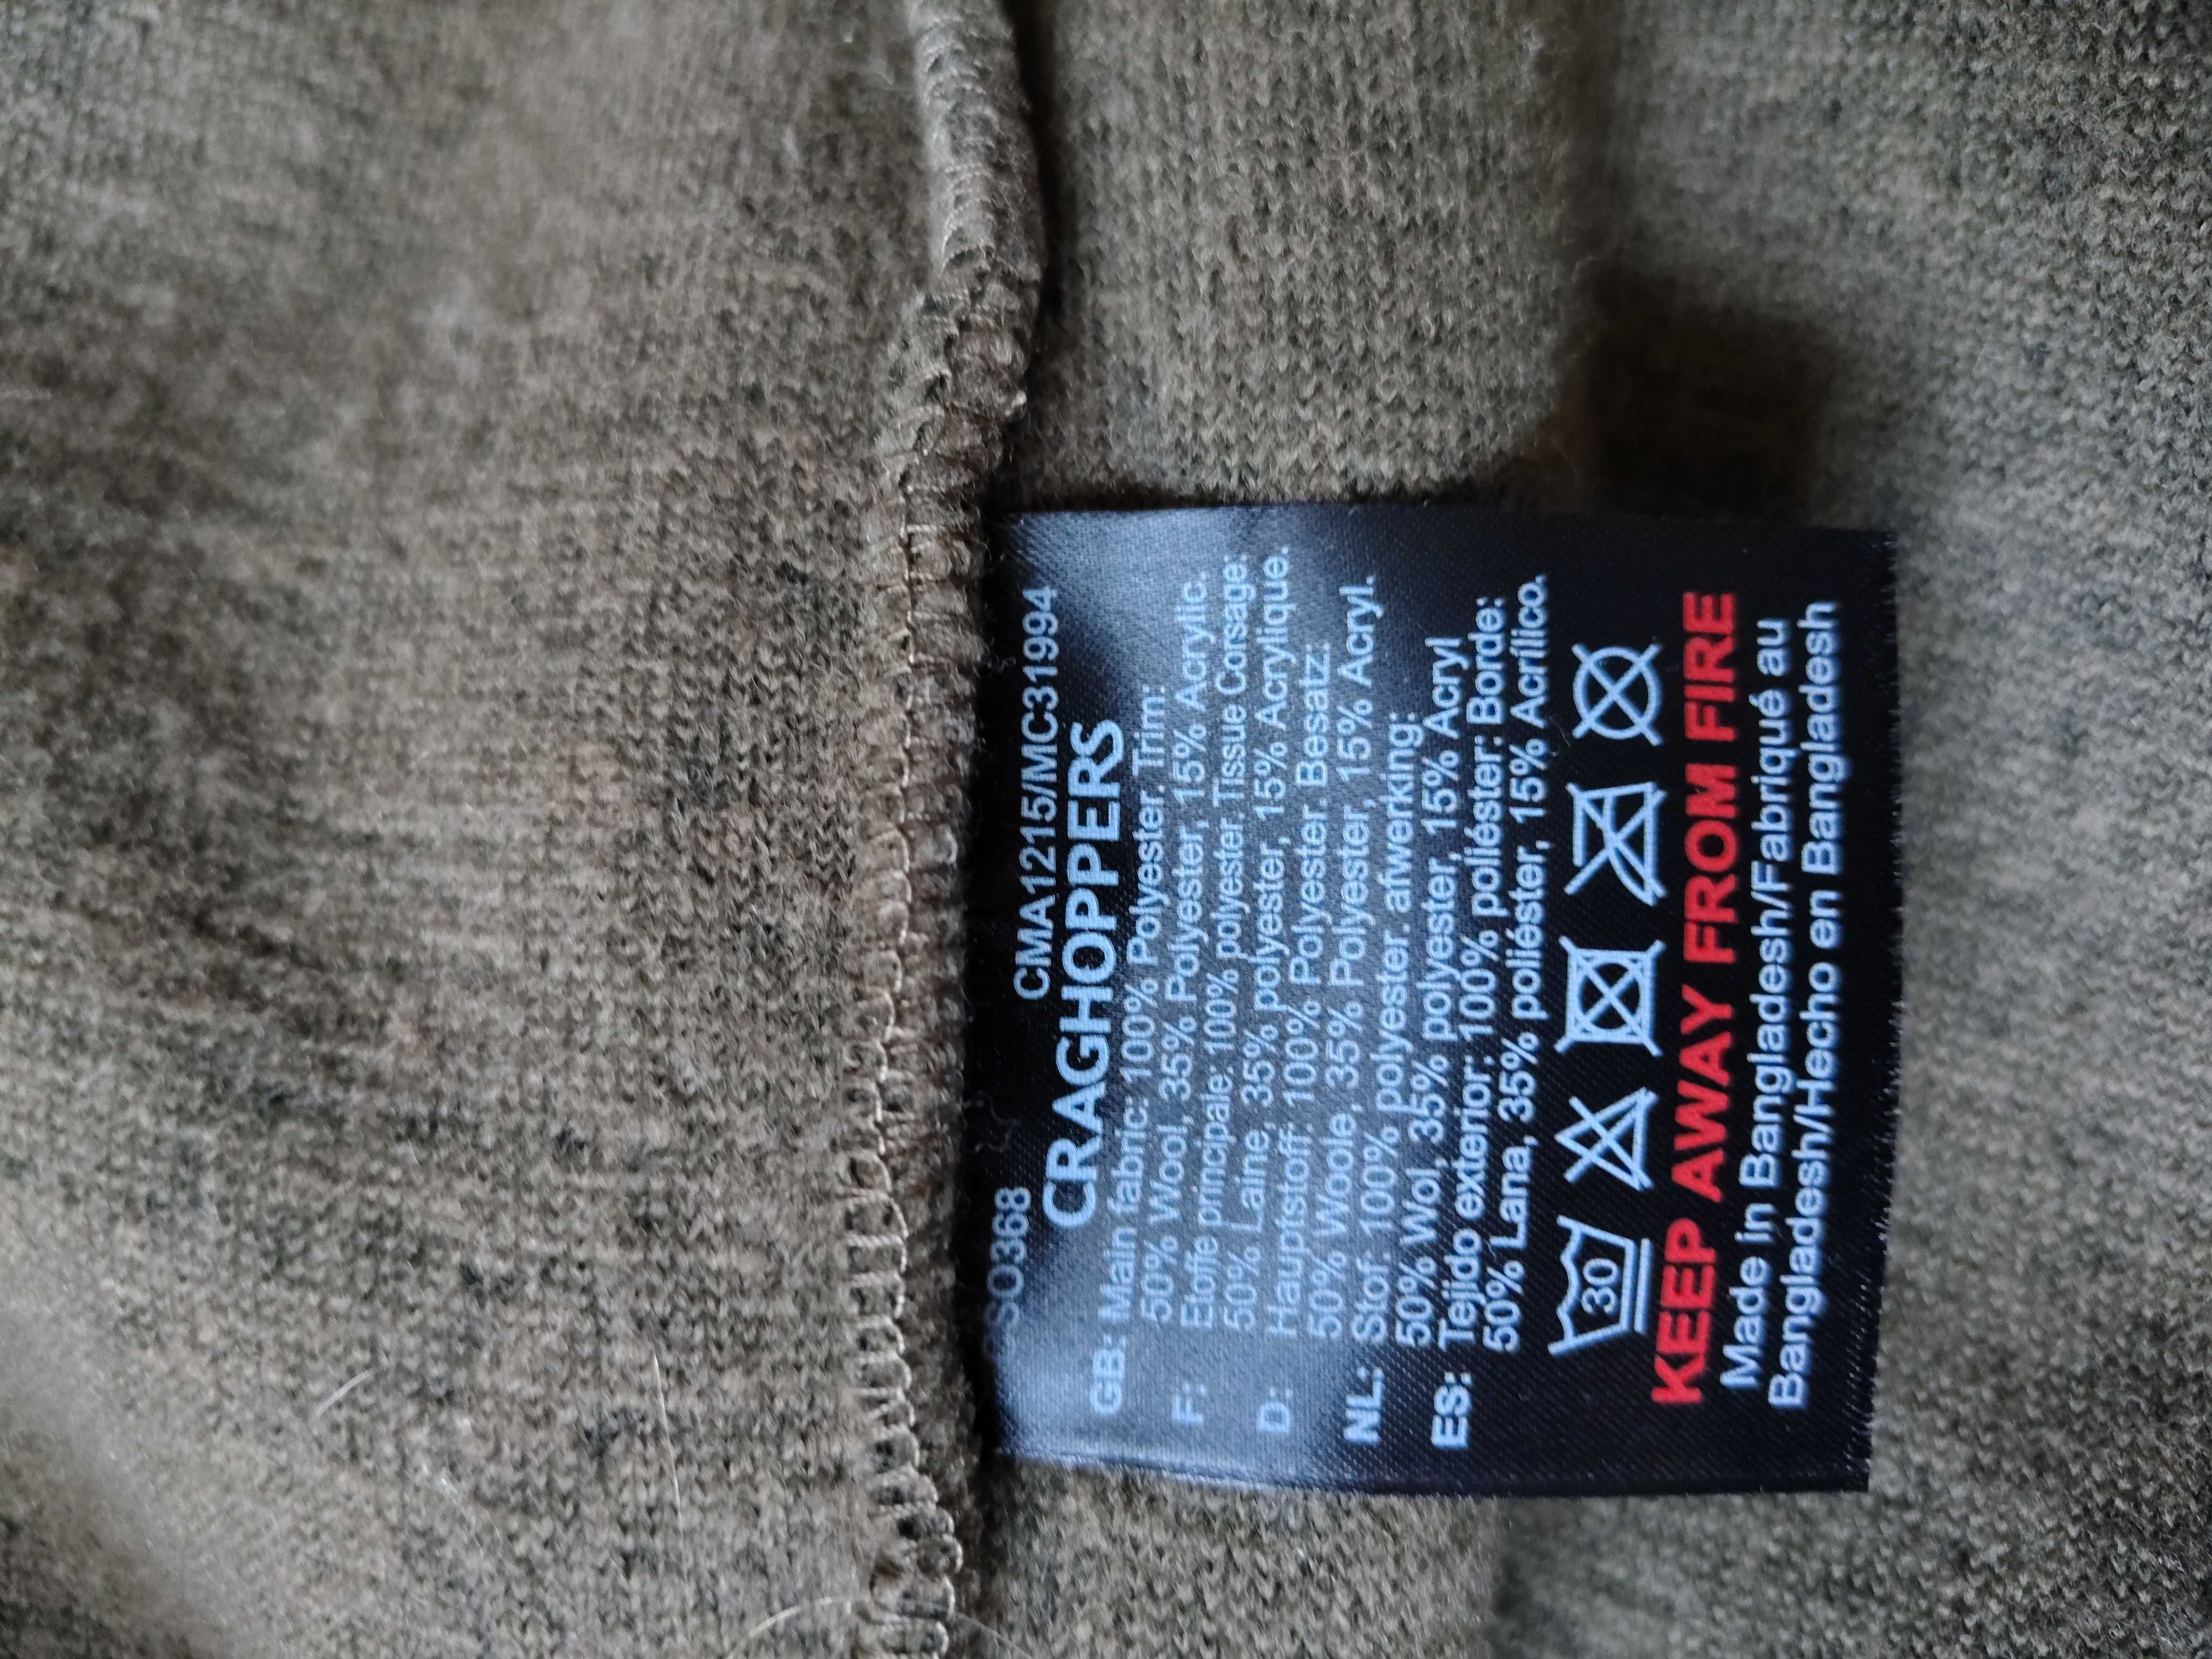 SO368
CMA1215/MC31994
CRAGHOPPERS
GB: Main fabric: 100% Polyester. Trim:
50% Wool, 35% Polyester, 15% Acrylic.
F: Etoffe principale: 100% polyester. Tissue Corsage:
50% Laine, 35% polyester, 15% Acrylique.
D: Hauptstoff: 100% Polyester. Besatz:
50% Woole, 35% Polyester, 15% Acryl.
NL: Stof: 100% polyester. afwerking:
50% Wol, 35% polyester, 15% Acryl
ES: Tejido exterior: 100% poliéster: Borde:
50% Lana, 35% poliéster, 15% Acrilico.
30
KEEP AWAY FROM FIRE
Made in Bangladesh/Fabriqué au
Bangladesh/Hecho en Bangladesh